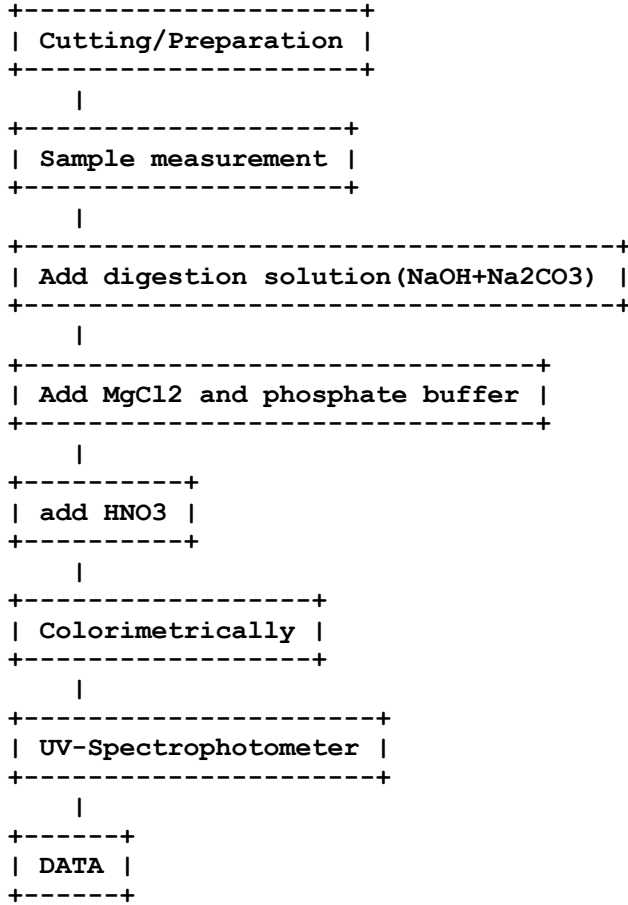 Cutting/Preparation
Sample measurement
Add digestion solution(NaOH+Na2CO3)
Add MgCl2 and phosphate buffer
add HNO3
Colorimetrically
UV-Spectrophotometer
DATA